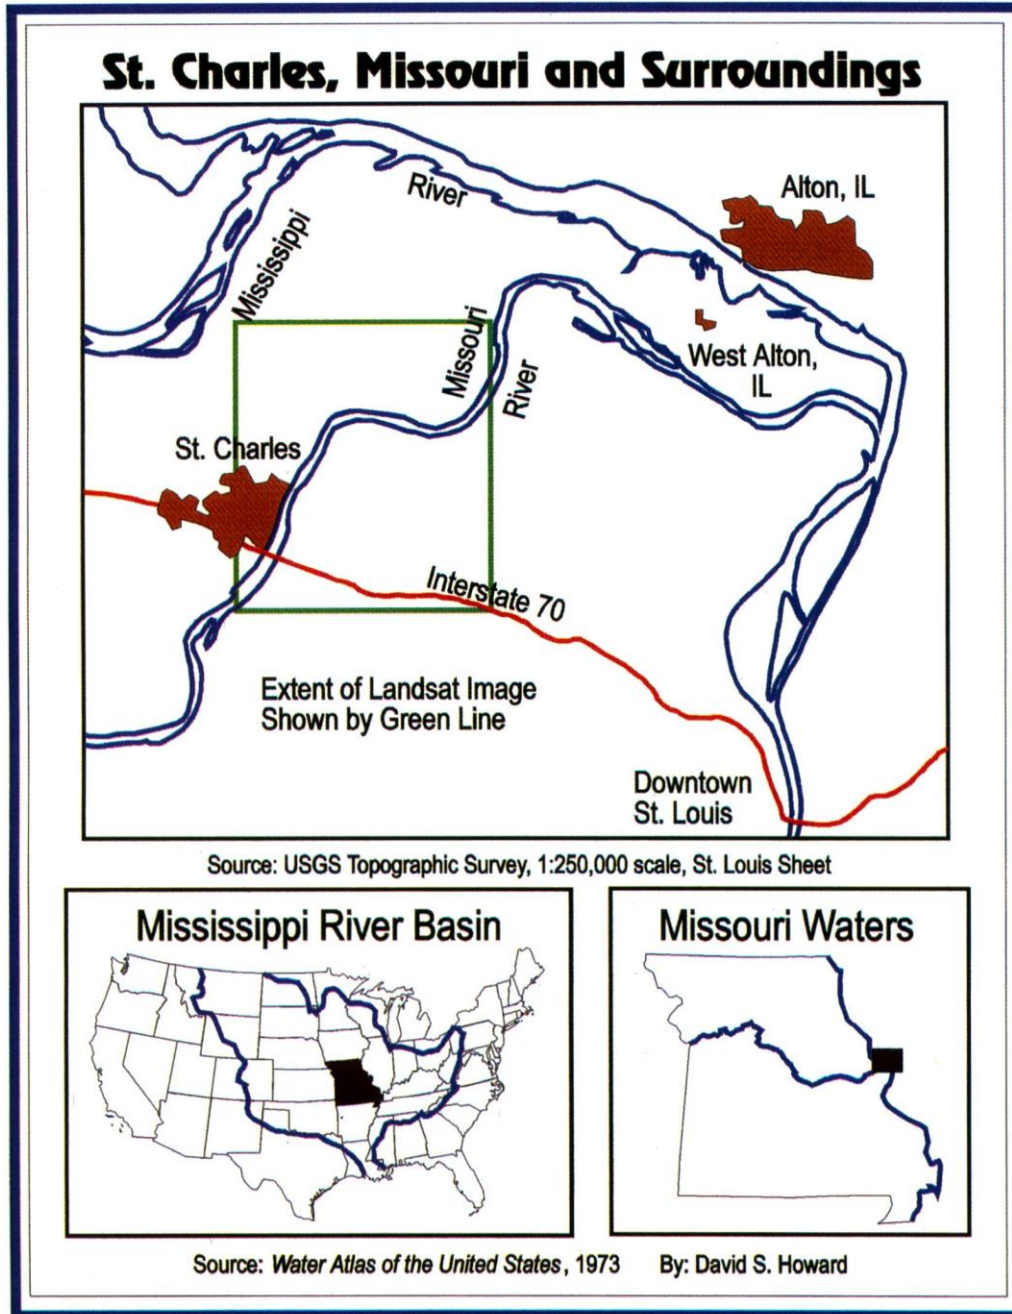 St. Charles, Missouri and Surroundings
River
Alton, IL
Mississippi
Missouri
River
West Alton,
IL
St. Charles
Interstate 70
Extent of Landsat Image
Shown by Green Line
Downtown
St. Louis
Source: USGS Topographic Survey, 1:250,000 scale, St. Louis Sheet
Mississippi River Basin
Missouri Waters
Source: Water Atlas of the United States, 1973 By: David S. Howard